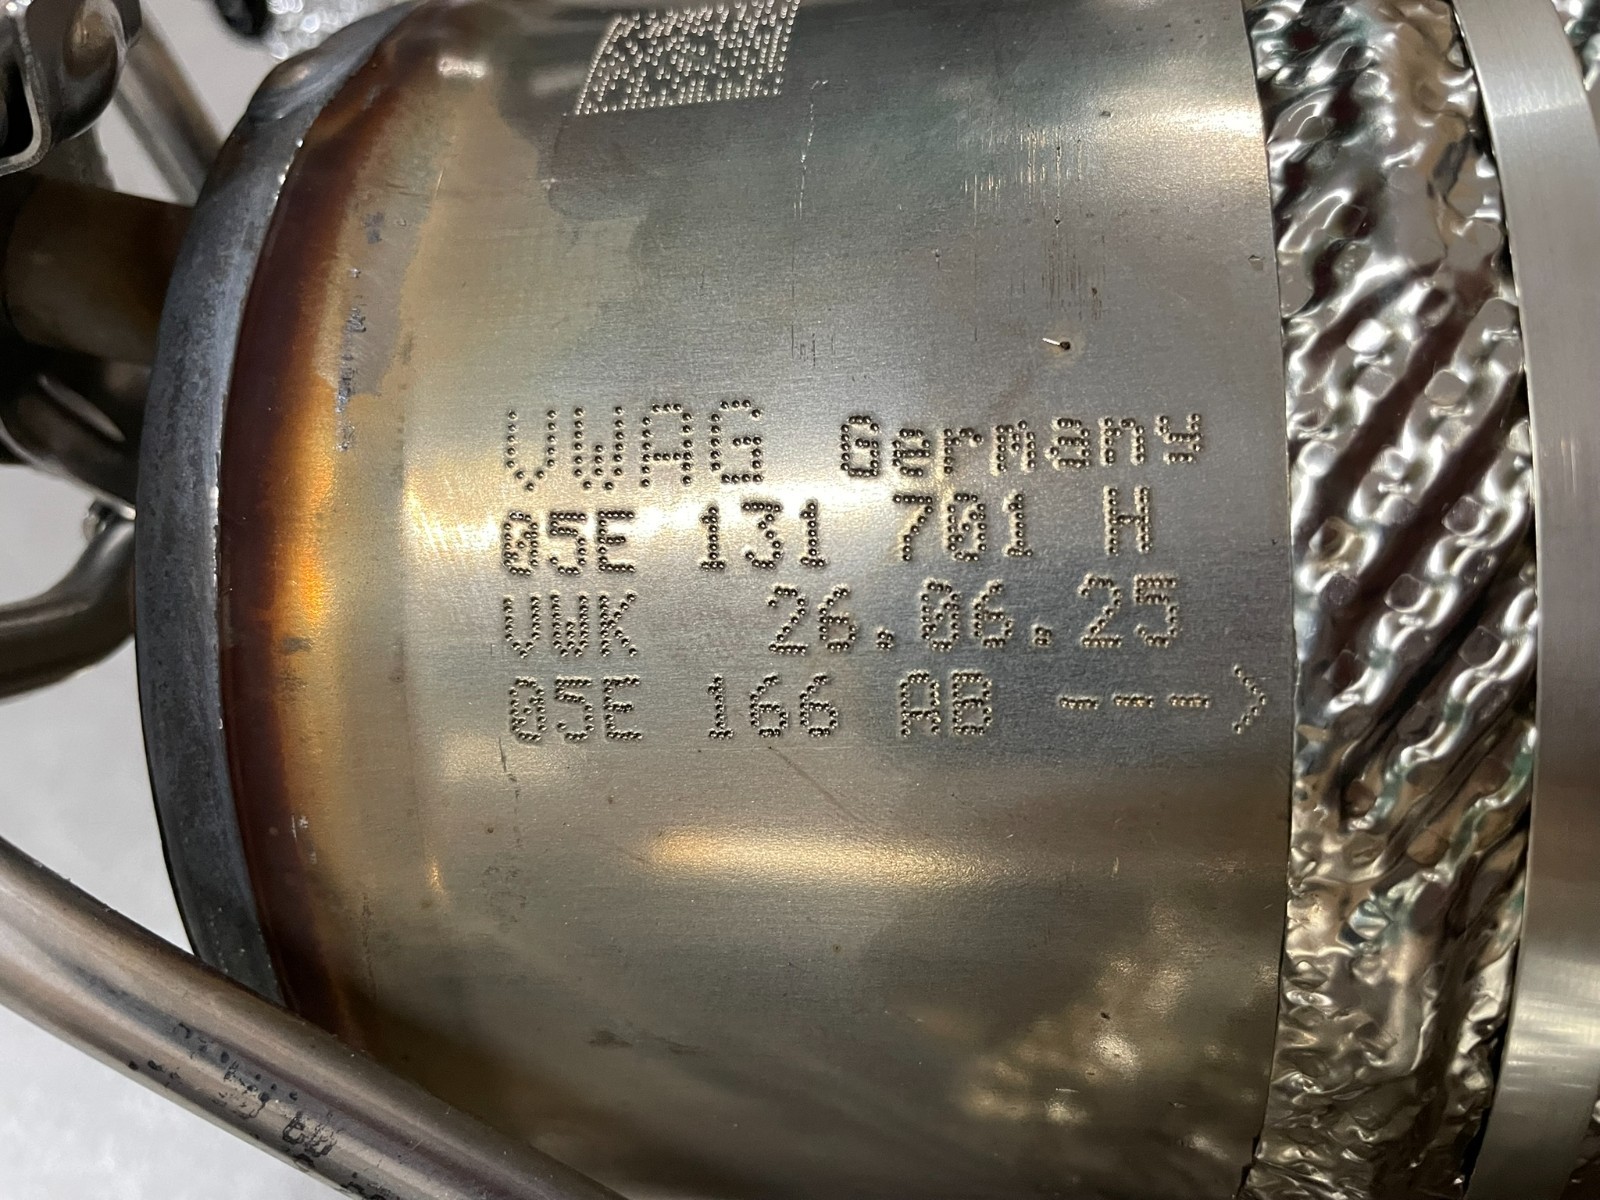 VWAG Germany
05E 131 701 H
VWK 26.06.25
05E 166 AB --->